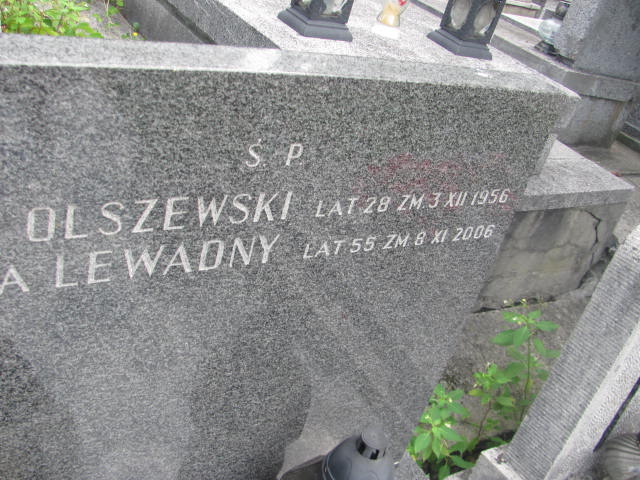 Ś. P.
OLSZEWSKI LAT 28 ZM 3 XII 1956
A LEWADNY LAT 55 ZM 8 XI 2006